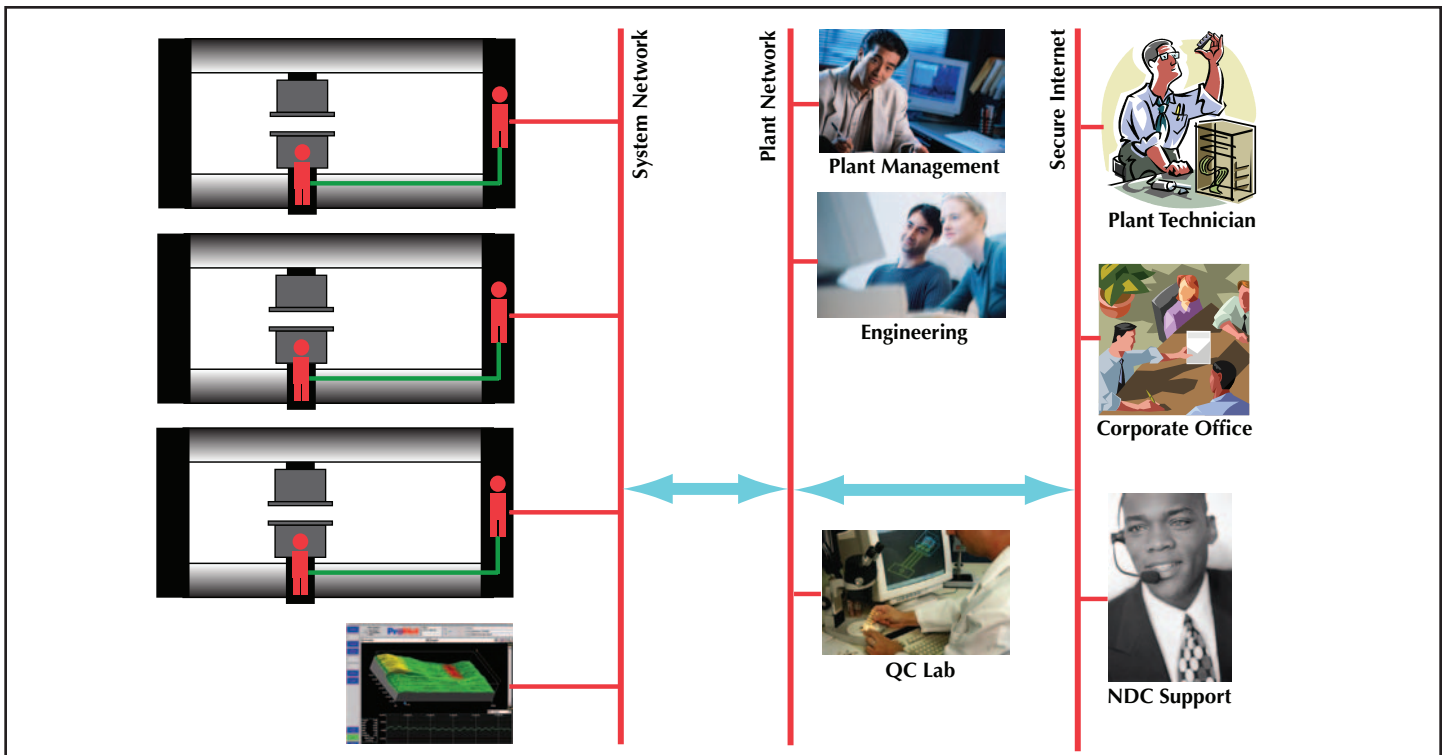 System Network
Plant Network
Secure Internet
Plant Management
Engineering
QC Lab
Plant Technician
Corporate Office
NDC Support